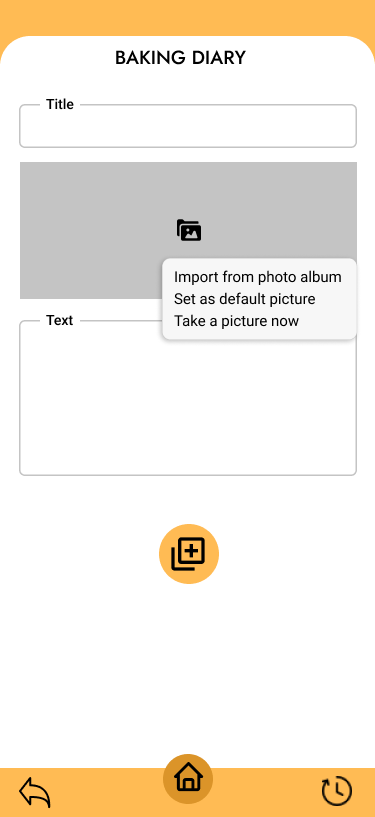 BAKING DIARY
Title
Import from photo album
Set as default picture
Take a picture now
Text